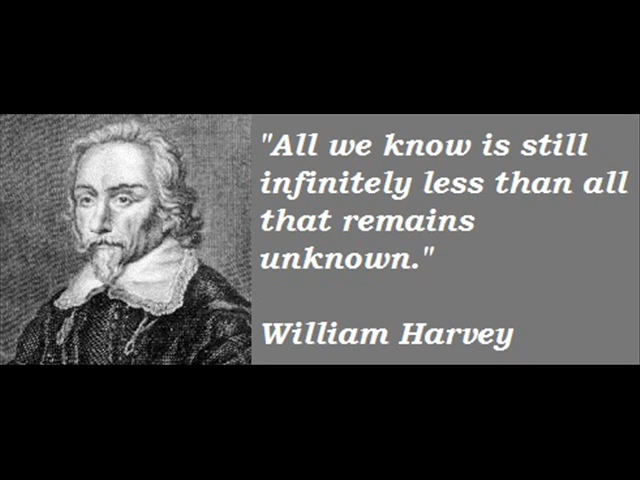 "All we know is still
infinitely less than all
that remains
unknown."
William Harvey